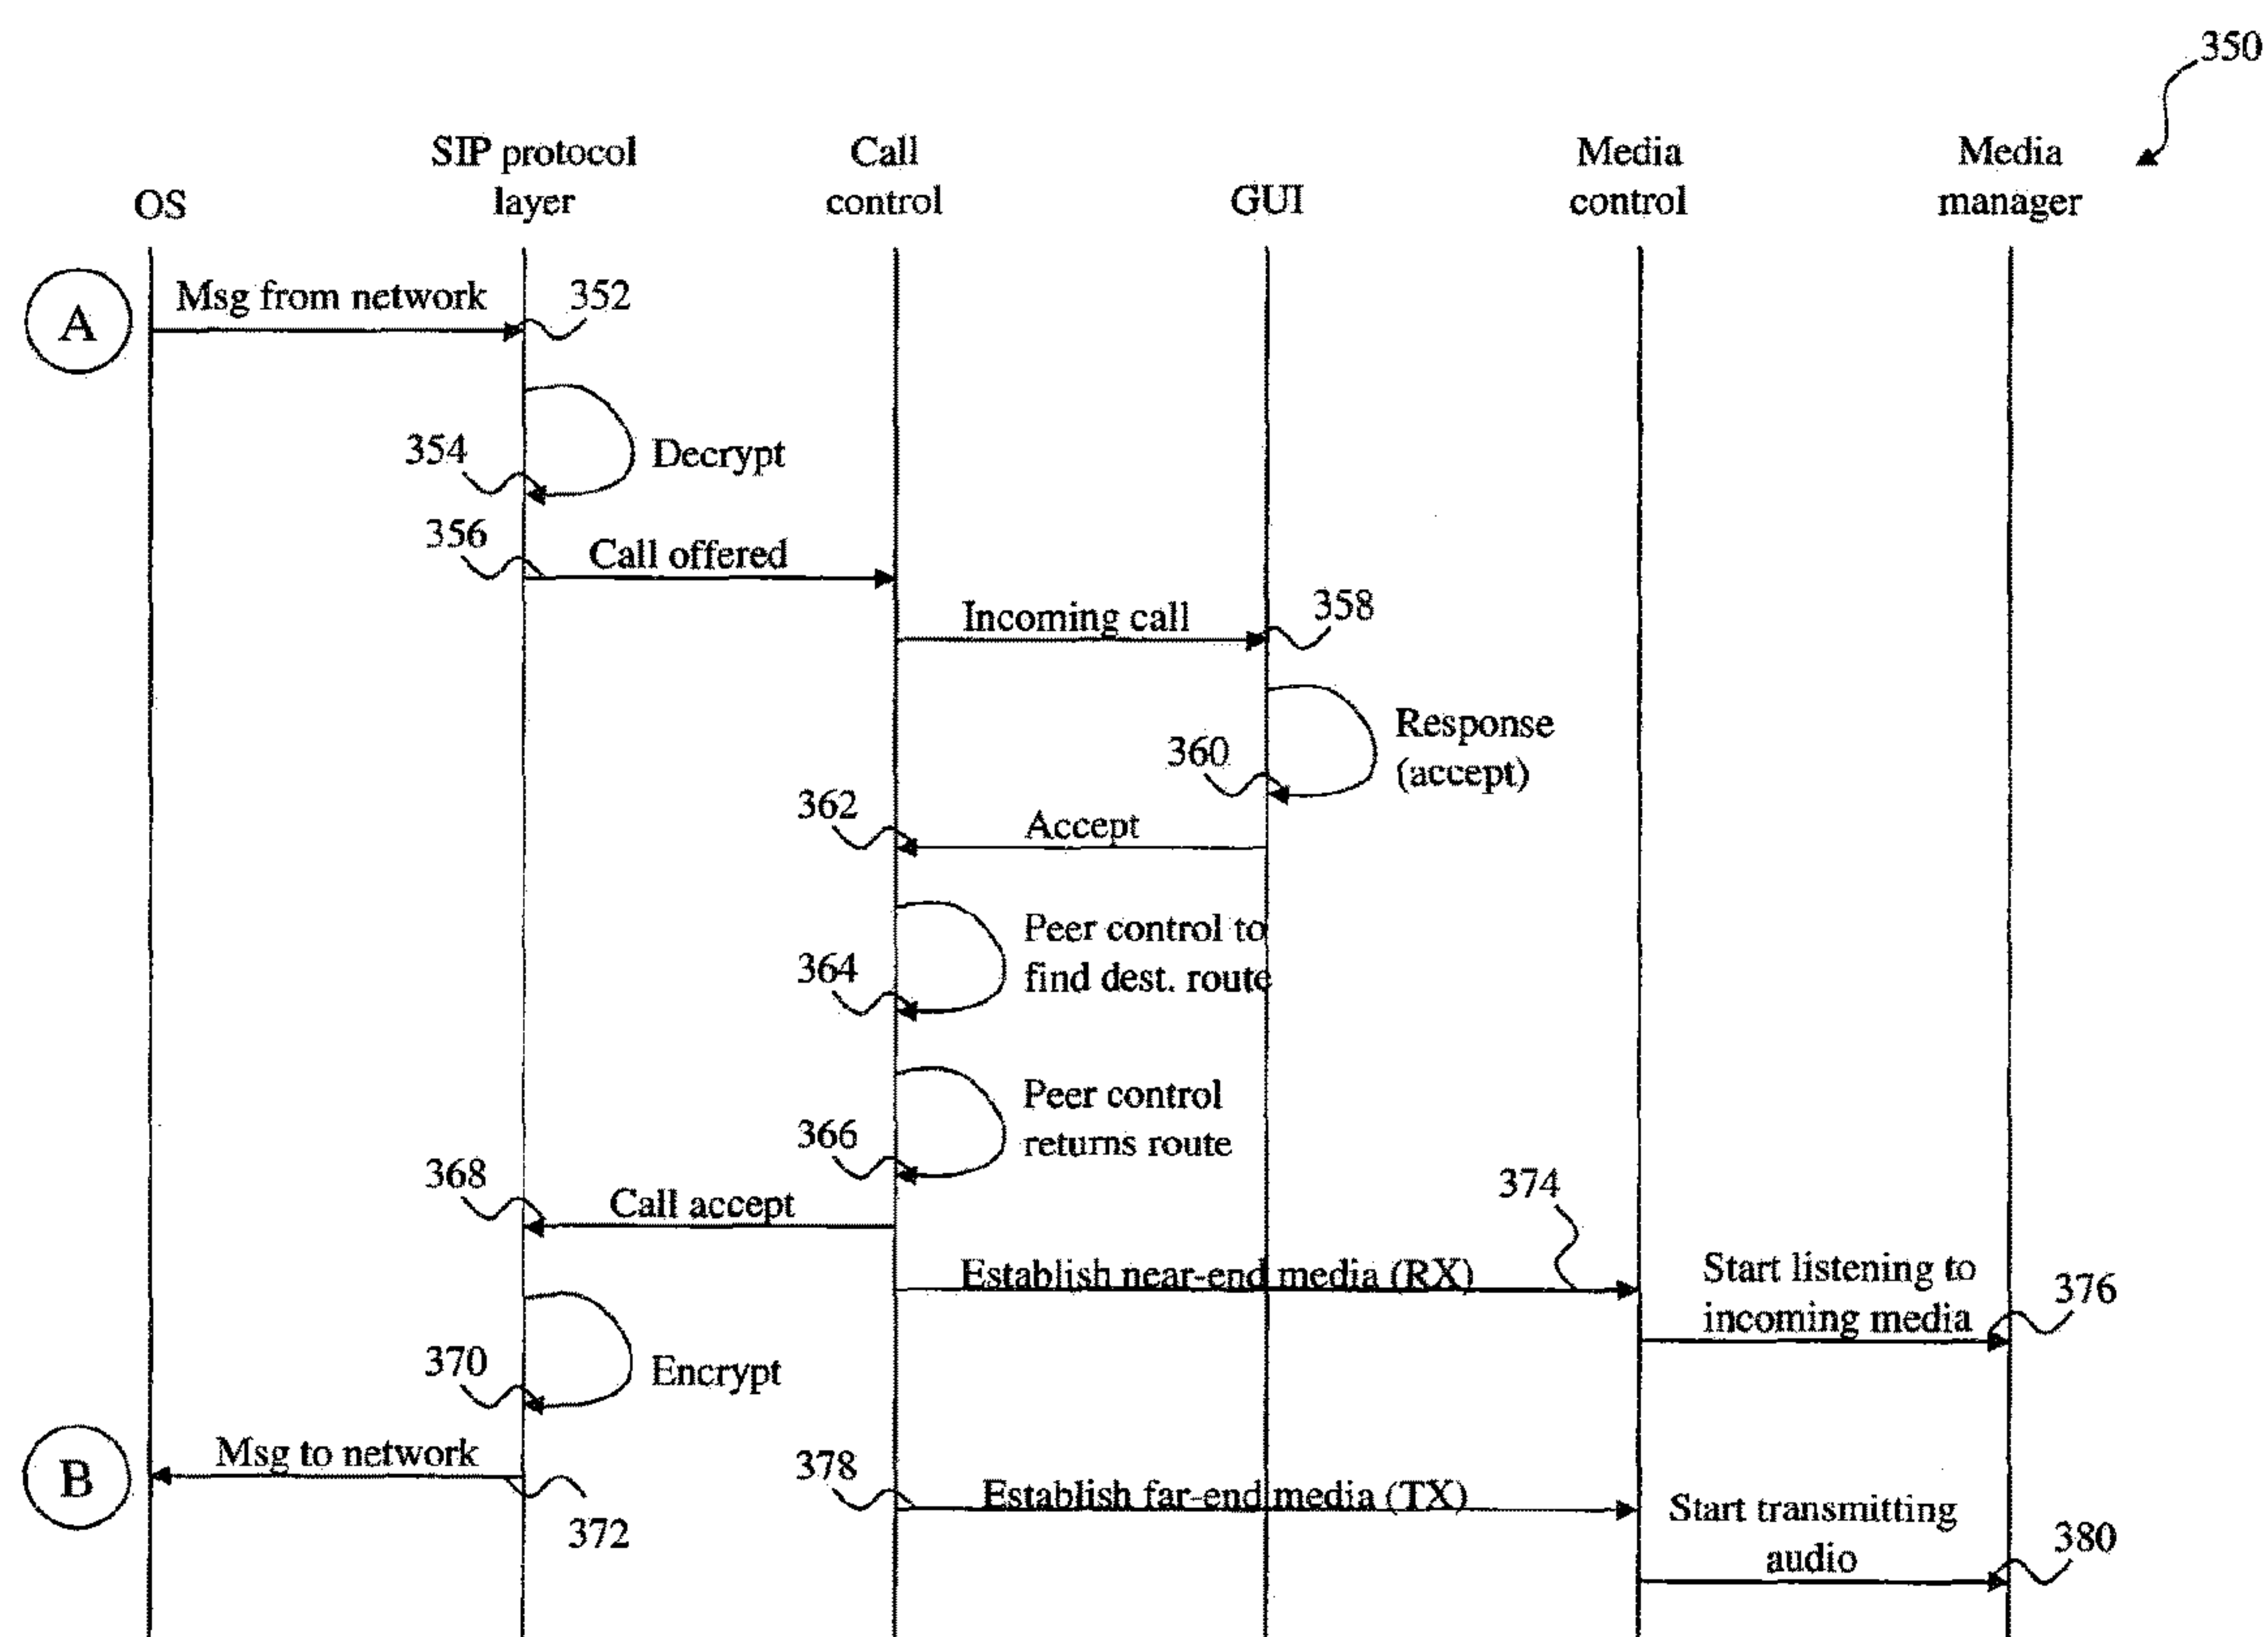 350
SIP protocol
layer
Call
control
Media
control
Media
manager
OS
GUI
A
Msg from network
352
Decrypt
354
356
Call offered
Incoming call
358
Response
(accept)
360
362
Accept
Peer control to
find dest. route
364
Peer control
returns route
366
368
Call accept
374
Establish near-end media (RX)
Start listening to
incoming media
376
370
Encrypt
B
Msg to network
372
378
Establish far-end media (TX)
Start transmitting
audio
380